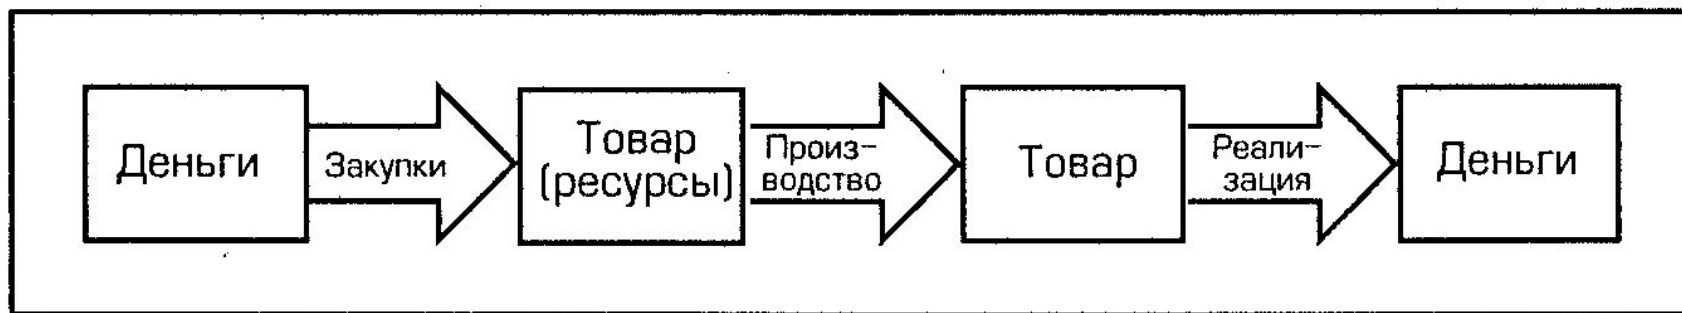 Деньги
Закупки
Товар
(ресурсы)
Произ-
водство
Товар
Реали-
зация
Деньги